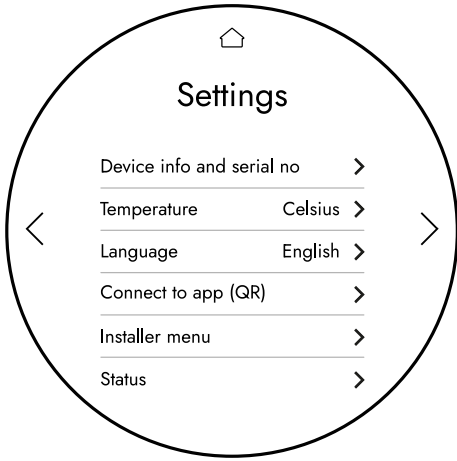 Settings
Device info and serial no
Temperature Celsius
Language English
Connect to app (QR)
Installer menu
Status